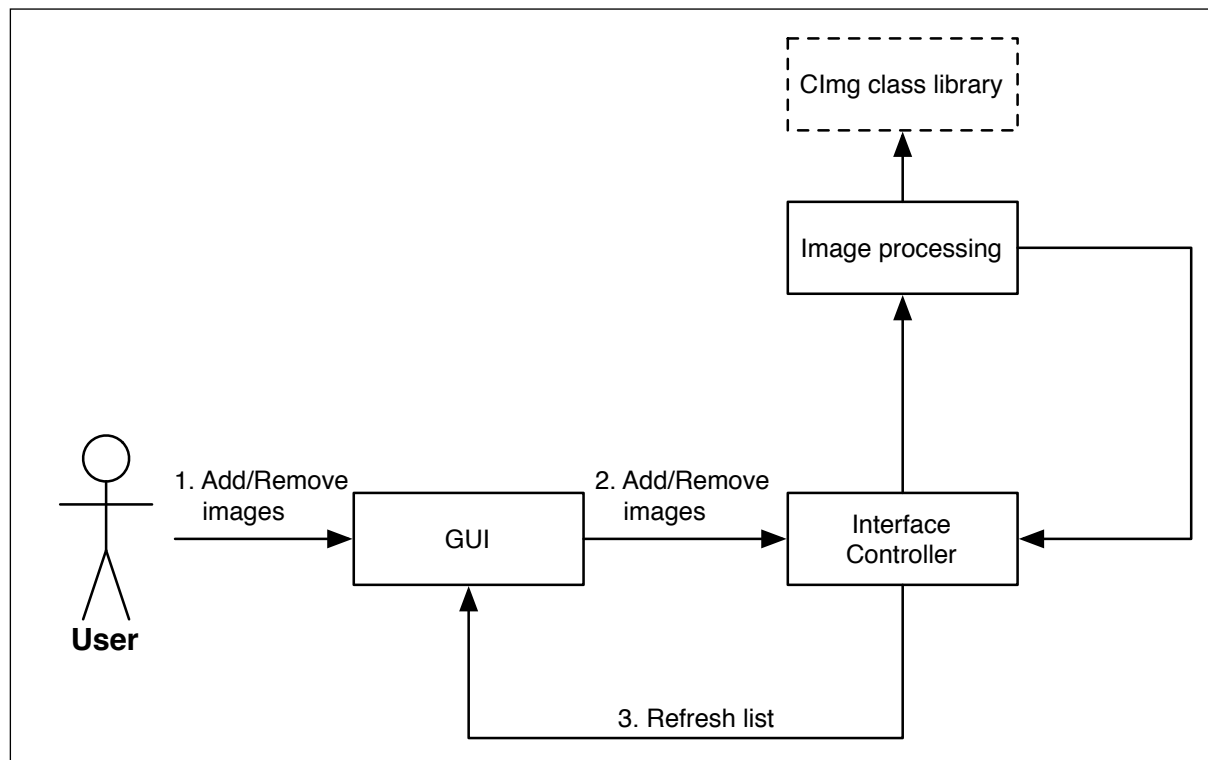 CImg class library
Image processing
1. Add/Remove
images
2. Add/Remove
images
GUI
Interface
Controller
User
3. Refresh list